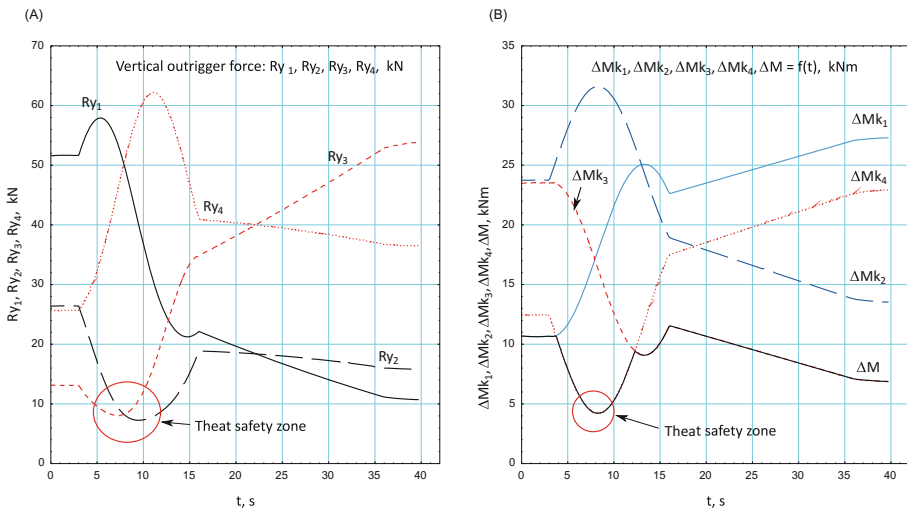 (A)
Vertical outrigger force: Ry 1, Ry2, Ry3, Ry4, kN
Ry1, Ry2, Ry3, Ry4, kN
70
60
50
40
30
20
10
0
Ry1
Ry3
Ry4
Ry2
Theat safety zone
0 5 10 15 20 25 30 35 40
t, s
(B)
ΔMk1, ΔMk2, ΔMk3, ΔMk4, ΔM = f(t), kNm
ΔMk1, ΔMk2, ΔMk3, ΔMk4, ΔM, kNm
35
30
25
20
15
10
5
0
ΔMk1
ΔMk3
ΔMk4
ΔMk2
ΔM
Theat safety zone
0 5 10 15 20 25 30 35 40
t, s